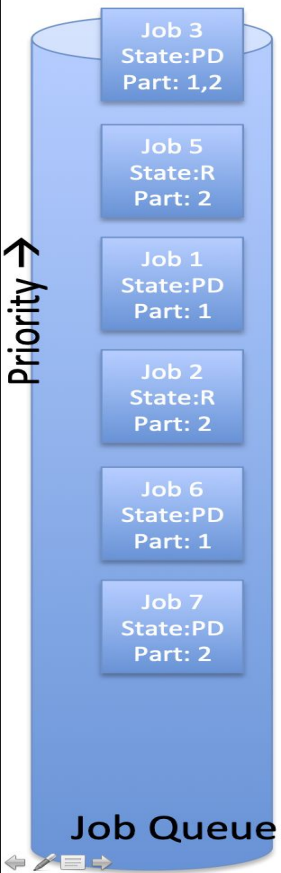 Job 3
State:PD
Part: 1,2
Job 5
State:R
Part: 2
Priority →
Job 1
State:PD
Part: 1
Job 2
State:R
Part: 2
Job 6
State:PD
Part: 1
Job 7
State:PD
Part: 2
Job Queue